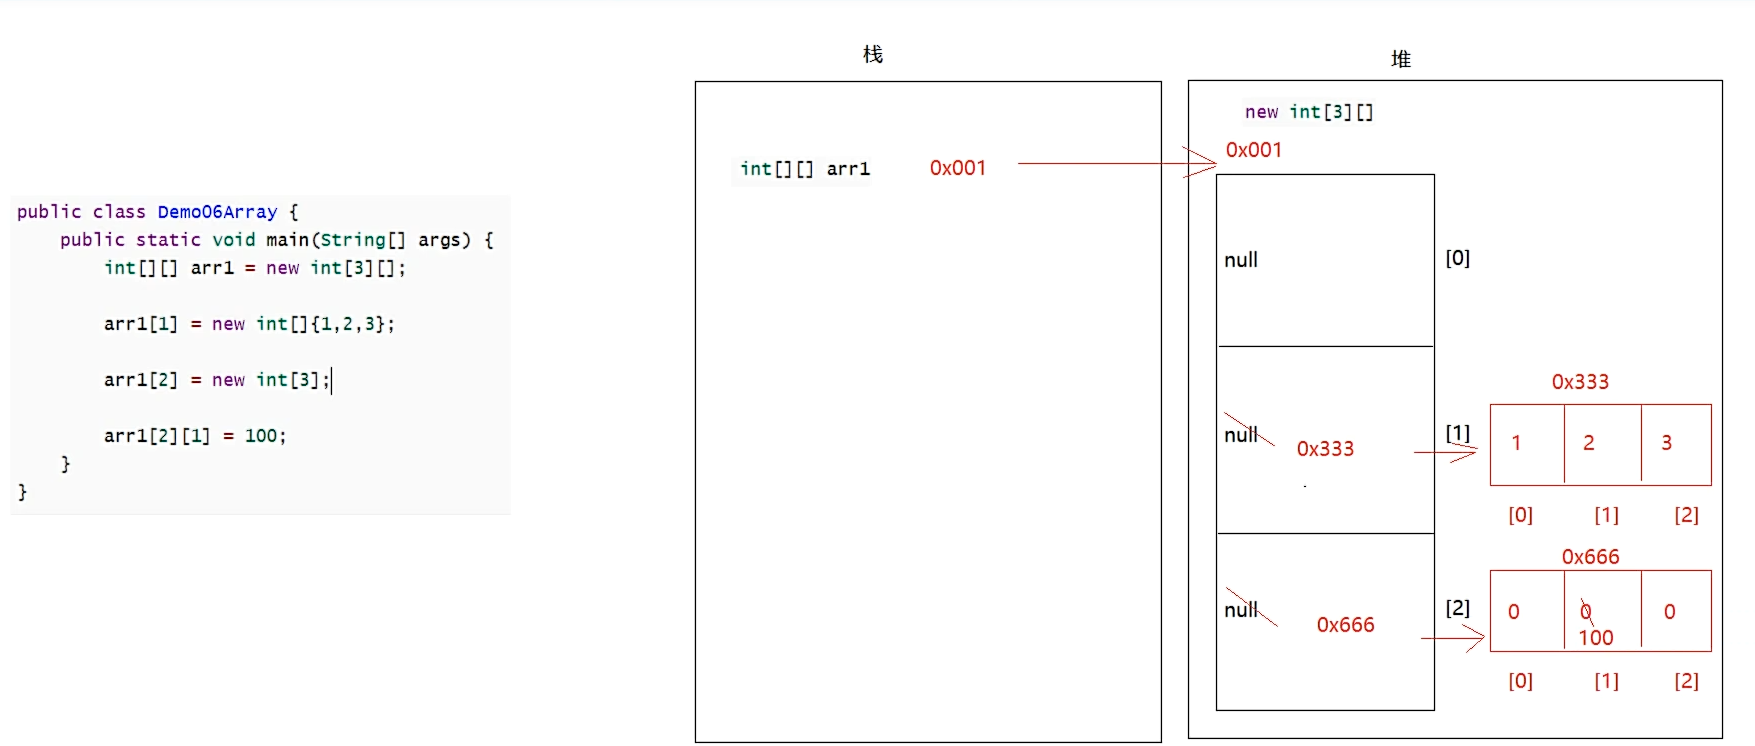 public class Demo06Array {
public static void main(String[] args) {
int[][] arr1 = new int[3][];
arr1[1] = new int[]{1,2,3};
arr1[2] = new int[3];
arr1[2][1] = 100;
}
}
栈
int[][] arr1 0x001
堆
new int[3][]
0x001
null [0]
null 0x333 [1]
0x333
1 2 3
[0] [1] [2]
null 0x666 [2]
0x666
0 0 0
100
[0] [1] [2]